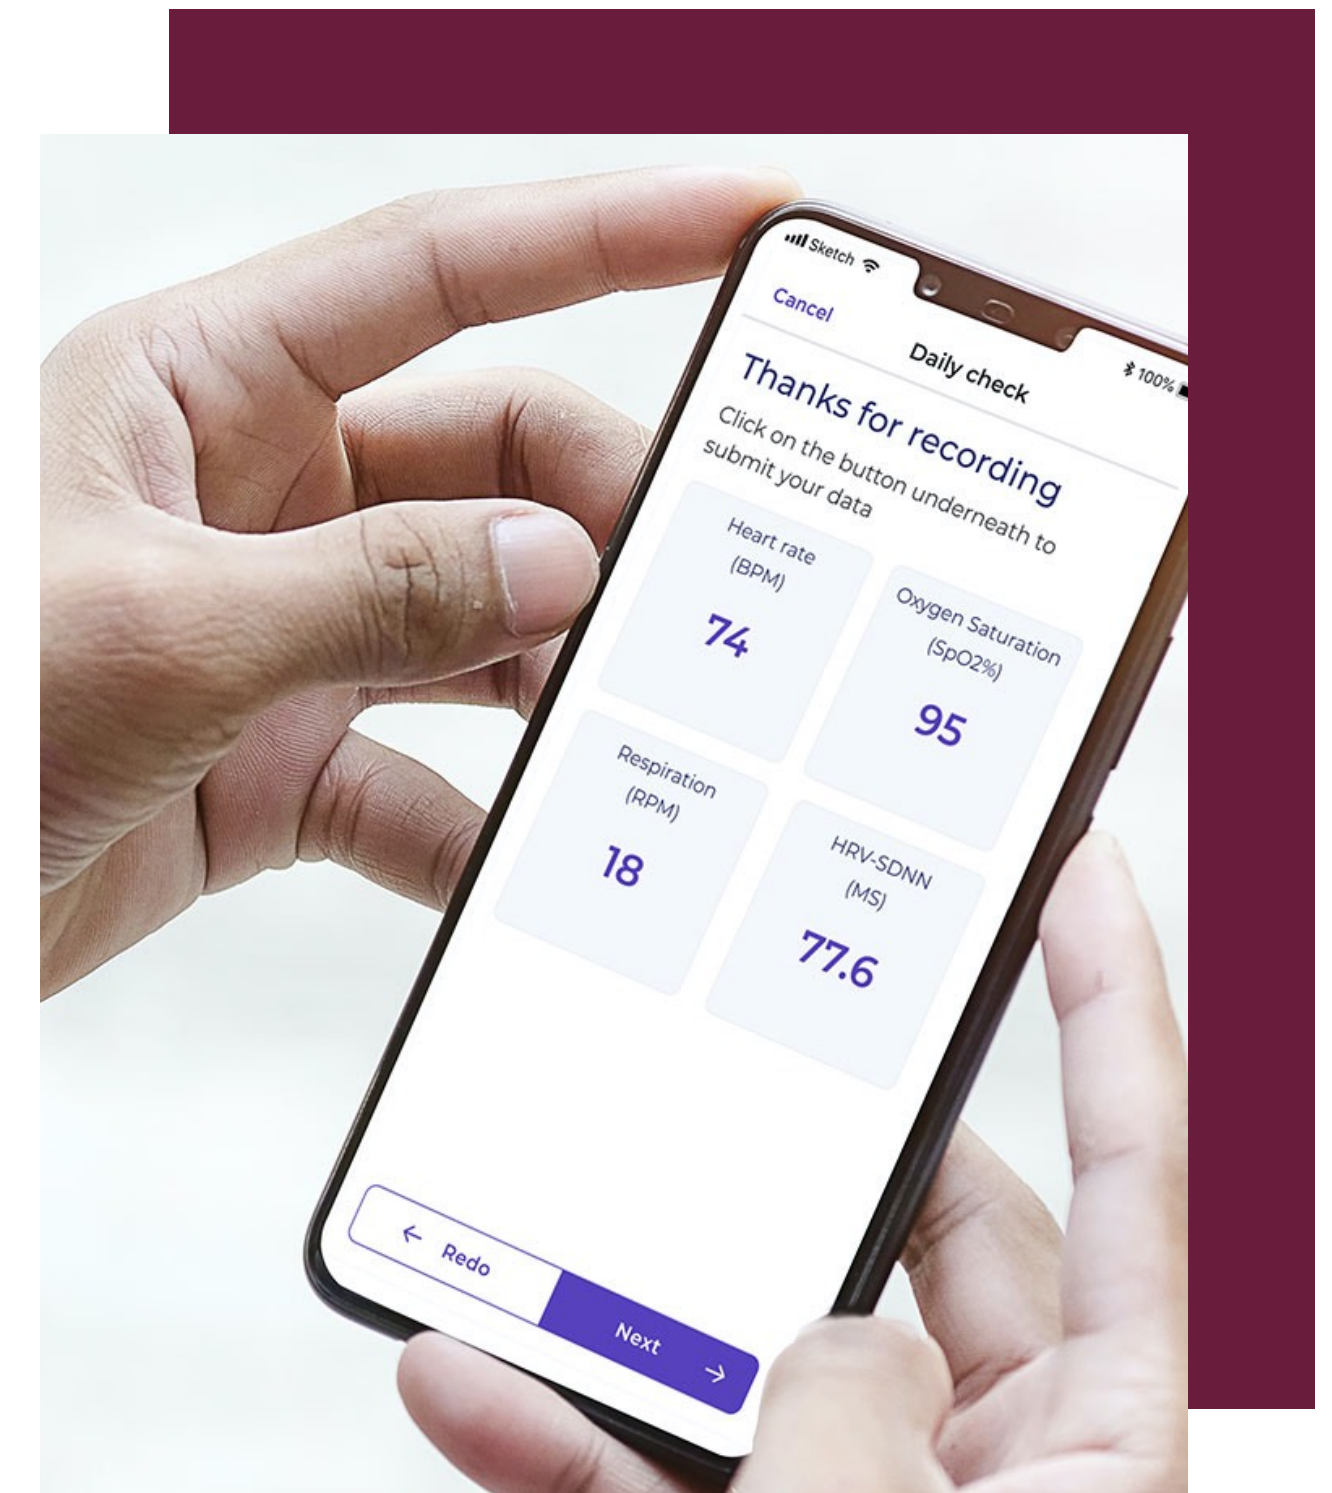 Sketch
100%
Cancel
Daily check
Thanks for recording
Click on the button underneath to
submit your data
Heart rate
(BPM)
74
Oxygen Saturation
(SpO2%)
95
Respiration
(RPM)
18
HRV-SDNN
(MS)
77.6
← Redo
Next →